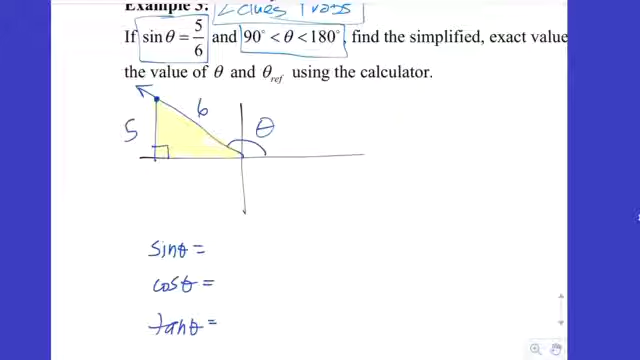 Example 3: 2 clues
If sin θ = 5/6 and 90° < θ < 180°, find the simplified, exact value
the value of θ and θref using the calculator.
6
5
θ
sinθ =
cosθ =
tanθ =